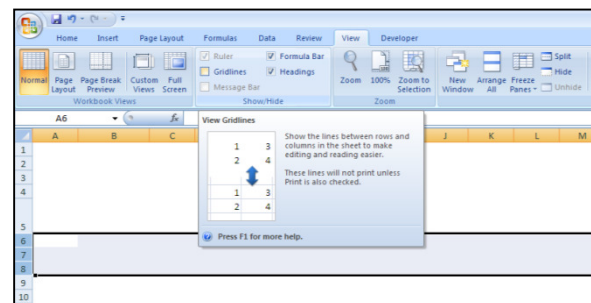 Home Insert Page Layout Formulas Data Review View Developer
Normal Page Layout Page Break Preview Custom Views Full Screen
Ruler Formula Bar
Gridlines Headings
Message Bar
Zoom 100% Zoom to Selection
New Window Arrange All Freeze Panes
Split
Hide
Unhide
Workbook Views Show/Hide Zoom
A6 fx
View Gridlines
Show the lines between rows and
columns in the sheet to make
editing and reading easier.
These lines will not print unless
Print is also checked.
1 3
2 4
1 3
2 4
Press F1 for more help.
A B C J K L M
1
2
3
4
5
6
7
8
9
10